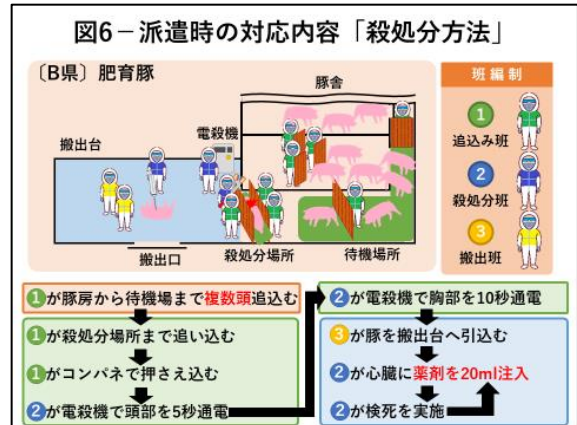 図6－派遣時の対応内容「殺処分方法」
〔B県〕肥育豚
豚舎
電殺機
搬出台
搬出口
殺処分場所
待機場所
班編制
1
追込み班
2
殺処分班
3
搬出班
1が豚房から待機場まで複数頭追込む
1が殺処分場所まで追い込む
1がコンパネで押さえ込む
2が電殺機で頭部を5秒通電
2が電殺機で胸部を10秒通電
3が豚を搬出台へ引込む
2が心臓に薬剤を20ml注入
2が検死を実施